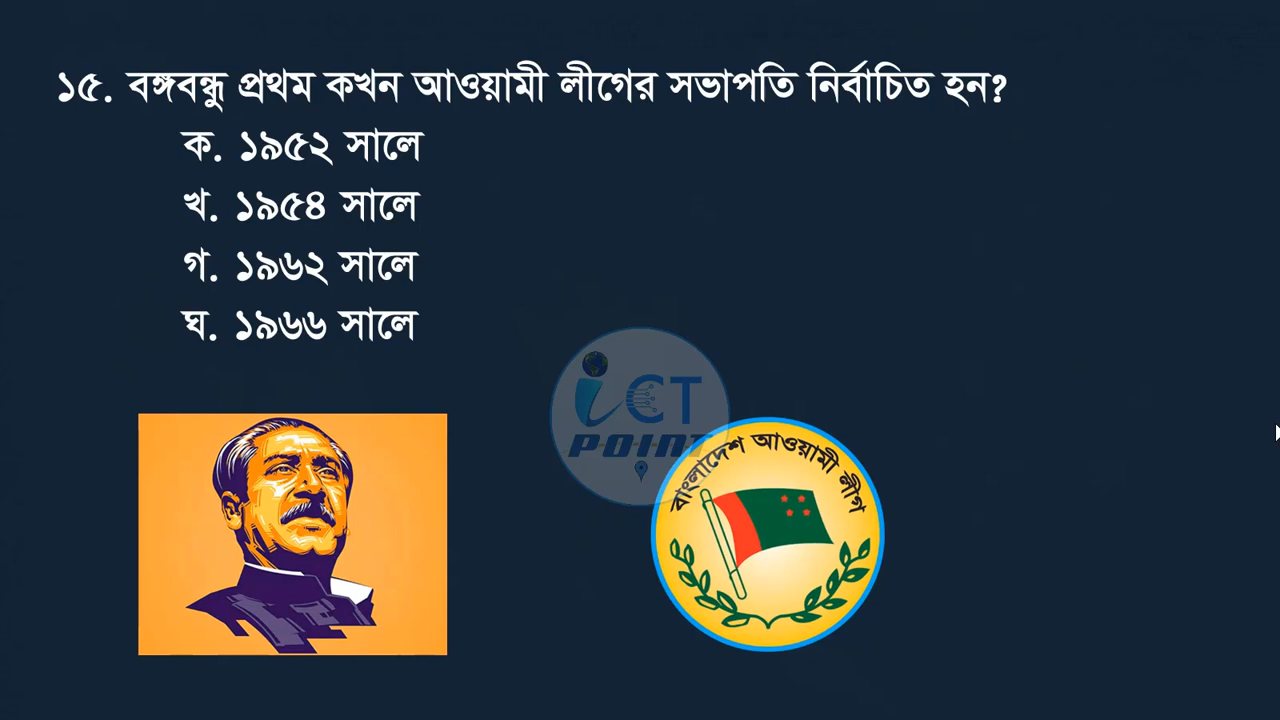 ১৫. বঙ্গবন্ধু প্রথম কখন আওয়ামী লীগের সভাপতি নির্বাচিত হন?
ক. ১৯৫২ সালে
খ. ১৯৫৪ সালে
গ. ১৯৬২ সালে
ঘ. ১৯৬৬ সালে
iCT
POINT
বাংলাদেশ আওয়ামী লীগ